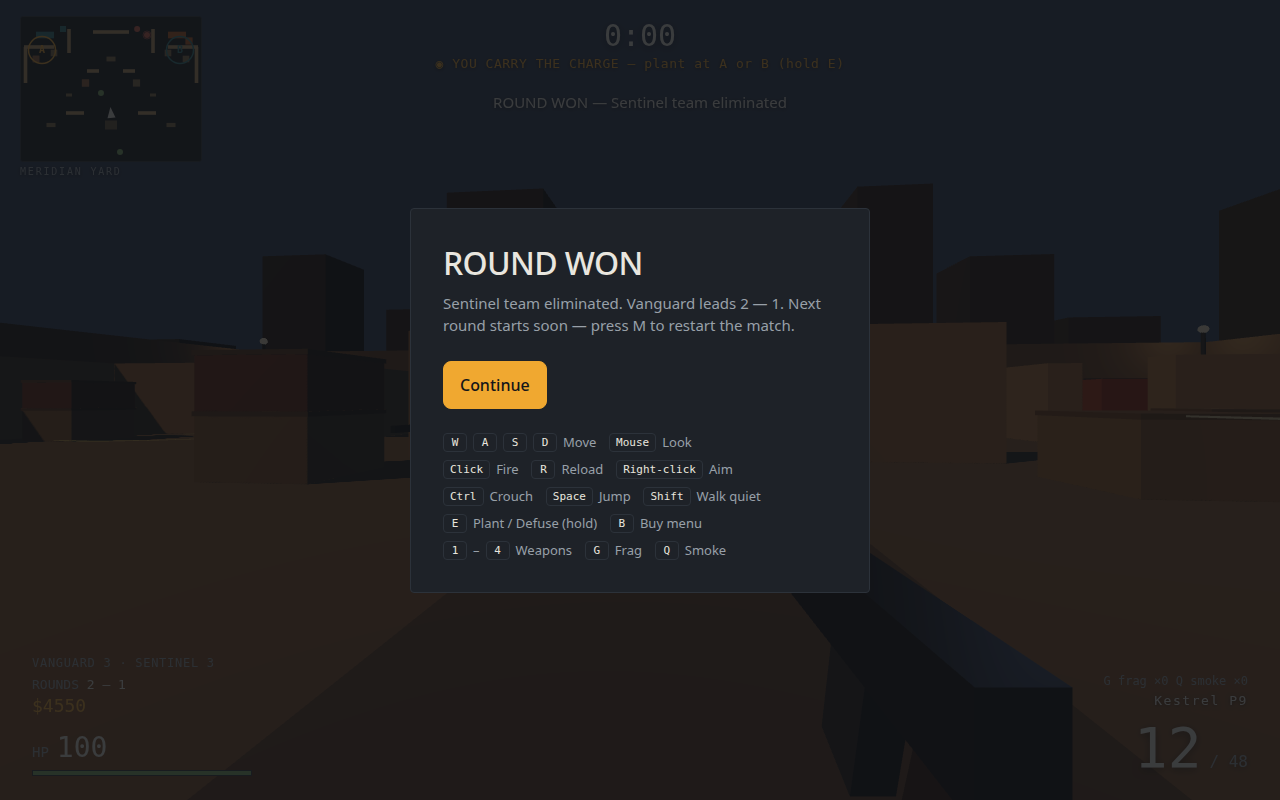 0:00
YOU CARRY THE CHARGE — plant at A or B (hold E)
ROUND WON — Sentinel team eliminated
MERIDIAN YARD
ROUND WON
Sentinel team eliminated. Vanguard leads 2 — 1. Next
round starts soon — press M to restart the match.
Continue
W A S D Move Mouse Look
Click Fire R Reload Right-click Aim
Ctrl Crouch Space Jump Shift Walk quiet
E Plant / Defuse (hold) B Buy menu
1 – 4 Weapons G Frag Q Smoke
VANGUARD 3 · SENTINEL 3
ROUNDS 2 — 1
$4550
HP 100
G frag ×0 Q smoke ×0
Kestrel P9
12 / 48